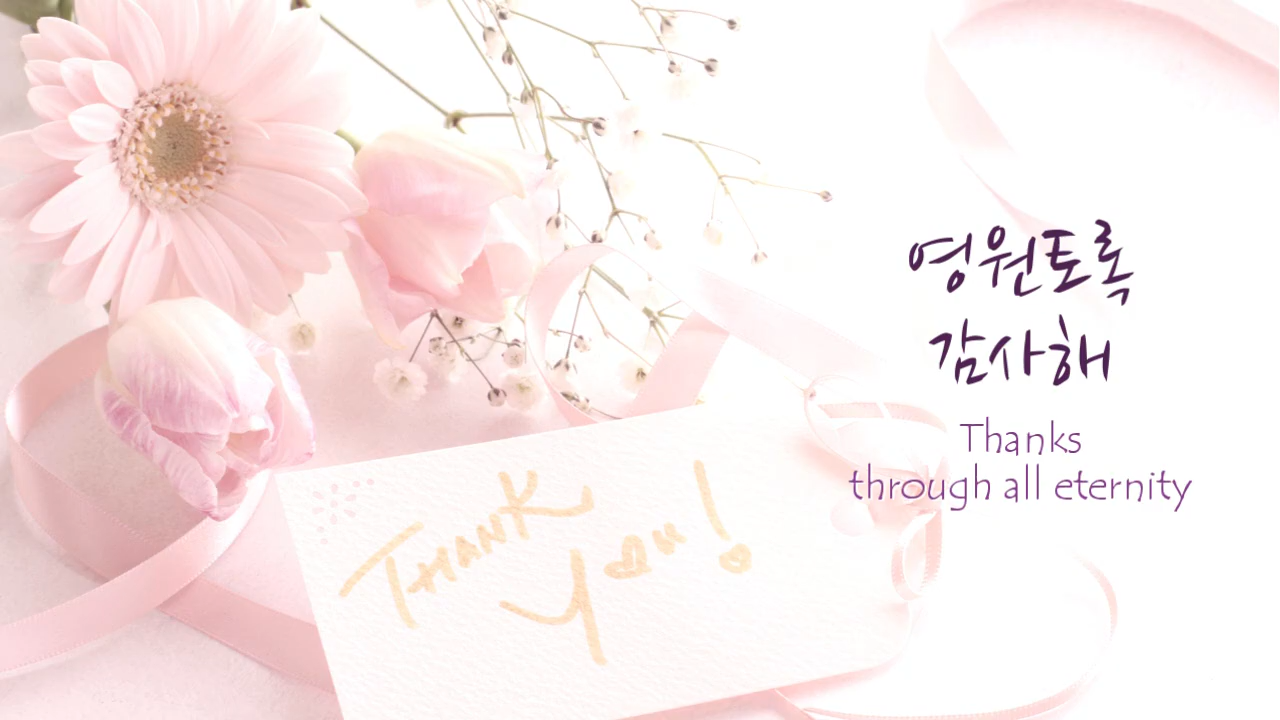 영원토록
감사해
Thanks
through all eternity
THANK
YOU!